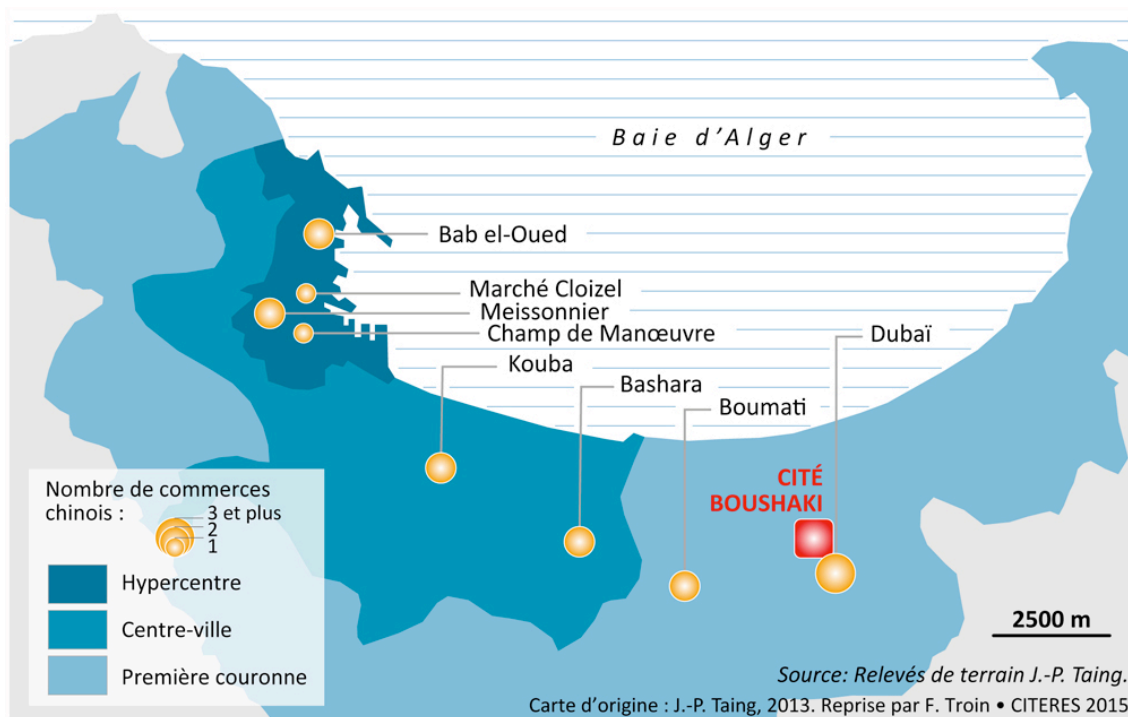 Baie d'Alger
Bab el-Oued
Marché Cloizel
Meissonnier
Champ de Manœuvre
Dubaï
Kouba
Bashara
Boumati
CITÉ
BOUSHAKI
Nombre de commerces
chinois :
3 et plus
2
1
Hypercentre
Centre-ville
Première couronne
2500 m
Source: Relevés de terrain J.-P. Taing.
Carte d'origine : J.-P. Taing, 2013. Reprise par F. Troin • CITERES 2015